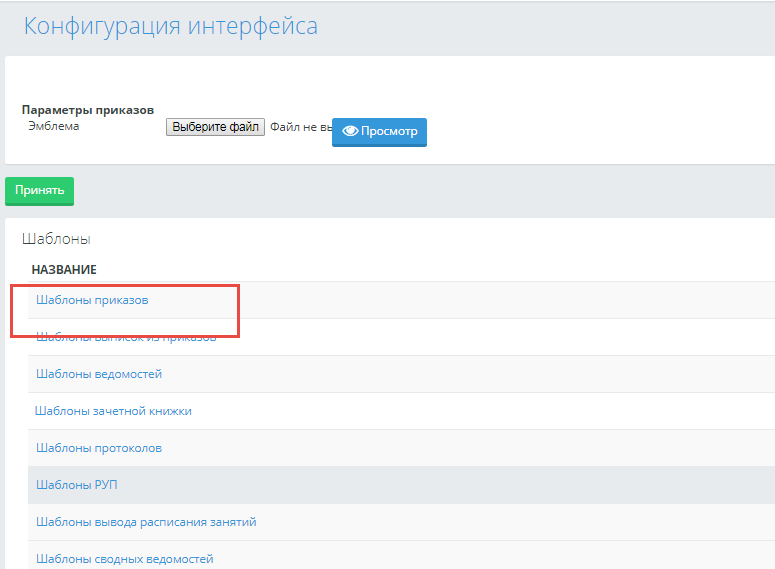 Конфигурация интерфейса
Параметры приказов
Эмблема Выберите файл Файл не вы Просмотр
Принять
Шаблоны
НАЗВАНИЕ
Шаблоны приказов
Шаблоны выписок из приказов
Шаблоны ведомостей
Шаблоны зачетной книжки
Шаблоны протоколов
Шаблоны РУП
Шаблоны вывода расписания занятий
Шаблоны сводных ведомостей